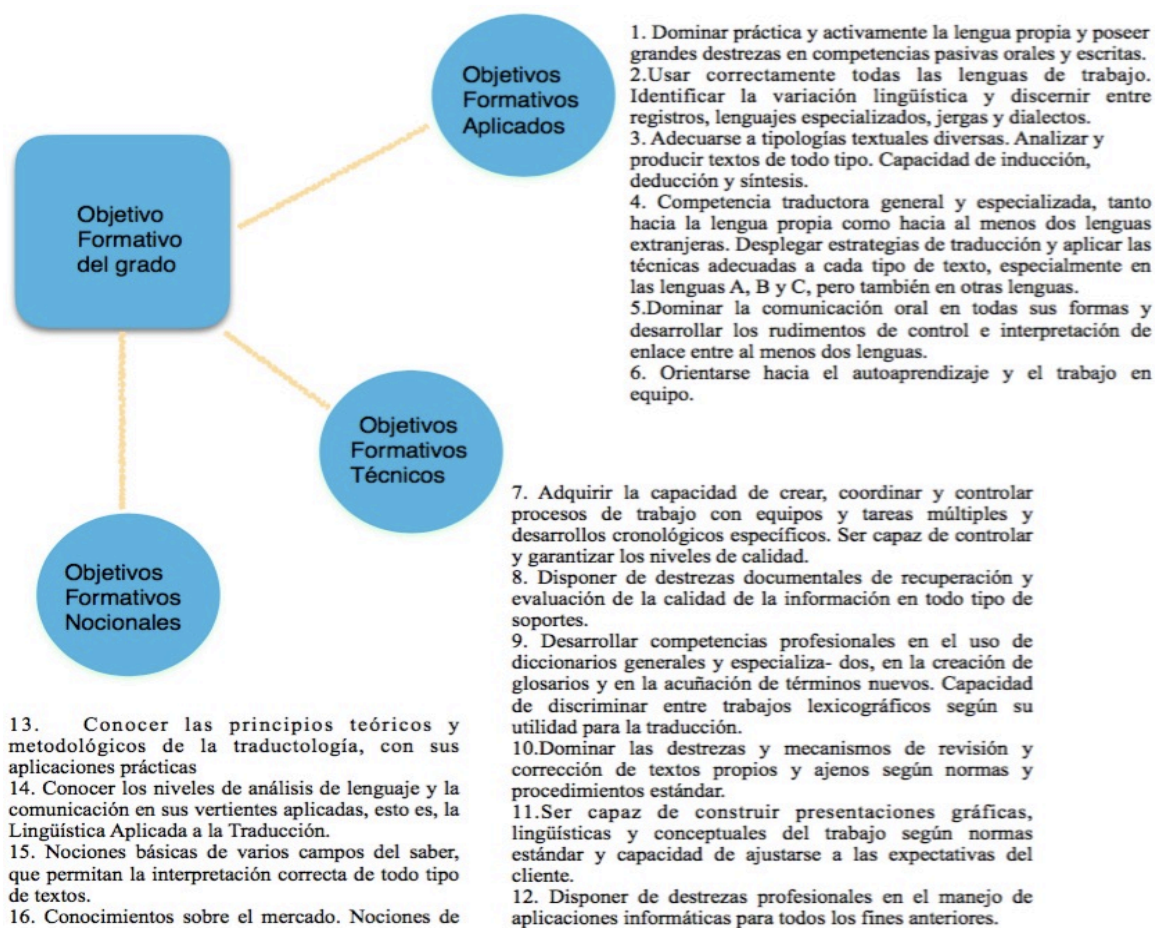 Objetivo
Formativo
del grado
Objetivos
Formativos
Aplicados
1. Dominar práctica y activamente la lengua propia y poseer
grandes destrezas en competencias pasivas orales y escritas.
2.Usar correctamente todas las lenguas de trabajo.
Identificar la variación lingüística y discernir entre
registros, lenguajes especializados, jergas y dialectos.
3. Adecuarse a tipologías textuales diversas. Analizar y
producir textos de todo tipo. Capacidad de inducción,
deducción y síntesis.
4. Competencia traductora general y especializada, tanto
hacia la lengua propia como hacia al menos dos lenguas
extranjeras. Desplegar estrategias de traducción y aplicar las
técnicas adecuadas a cada tipo de texto, especialmente en
las lenguas A, B y C, pero también en otras lenguas.
5.Dominar la comunicación oral en todas sus formas y
desarrollar los rudimentos de control e interpretación de
enlace entre al menos dos lenguas.
6. Orientarse hacia el autoaprendizaje y el trabajo en
equipo.
Objetivos
Formativos
Técnicos
7. Adquirir la capacidad de crear, coordinar y controlar
procesos de trabajo con equipos y tareas múltiples y
desarrollos cronológicos específicos. Ser capaz de controlar
y garantizar los niveles de calidad.
8. Disponer de destrezas documentales de recuperación y
evaluación de la calidad de la información en todo tipo de
soportes.
9. Desarrollar competencias profesionales en el uso de
diccionarios generales y especializa- dos, en la creación de
glosarios y en la acuñación de términos nuevos. Capacidad
de discriminar entre trabajos lexicográficos según su
utilidad para la traducción.
10.Dominar las destrezas y mecanismos de revisión y
corrección de textos propios y ajenos según normas y
procedimientos estándar.
11.Ser capaz de construir presentaciones gráficas,
lingüísticas y conceptuales del trabajo según normas
estándar y capacidad de ajustarse a las expectativas del
cliente.
12. Disponer de destrezas profesionales en el manejo de
aplicaciones informáticas para todos los fines anteriores.
Objetivos
Formativos
Nocionales
13. Conocer las principios teóricos y
metodológicos de la traductología, con sus
aplicaciones prácticas
14. Conocer los niveles de análisis de lenguaje y la
comunicación en sus vertientes aplicadas, esto es, la
Lingüística Aplicada a la Traducción.
15. Nociones básicas de varios campos del saber,
que permitan la interpretación correcta de todo tipo
de textos.
16. Conocimientos sobre el mercado. Nociones de